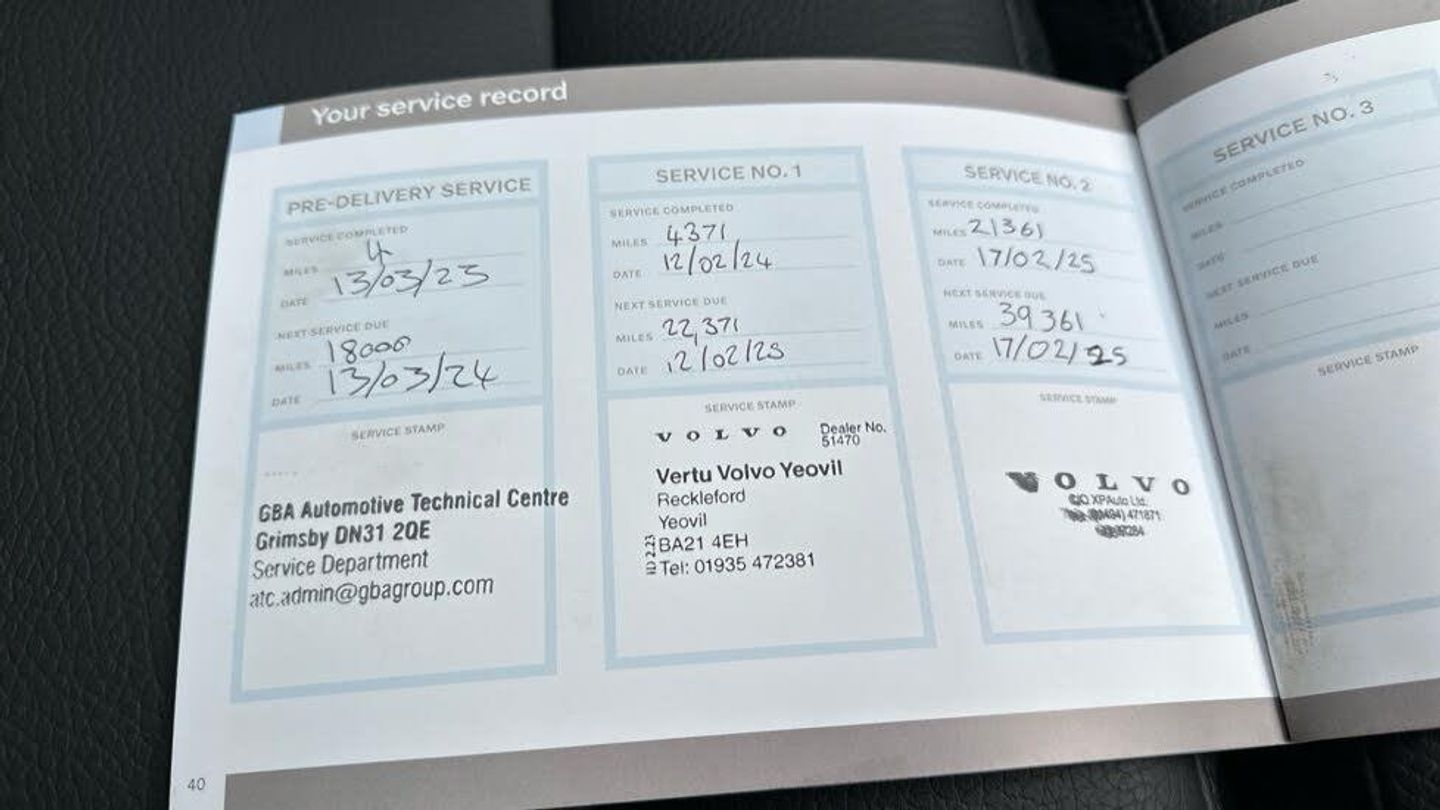 Your service record
PRE-DELIVERY SERVICE
SERVICE COMPLETED
MILES 4
DATE 13/03/23
NEXT SERVICE DUE
MILES 18000
DATE 13/03/24
SERVICE STAMP
GBA Automotive Technical Centre
Grimsby DN31 2QE
Service Department
atc.admin@gbagroup.com
SERVICE NO. 1
SERVICE COMPLETED
MILES 4371
DATE 12/02/24
NEXT SERVICE DUE
MILES 22,371
DATE 12/02/25
SERVICE STAMP
VOLVO
Dealer No.
51470
Vertu Volvo Yeovil
Reckleford
Yeovil
BA21 4EH
Tel: 01935 472381
SERVICE NO. 2
SERVICE COMPLETED
MILES 21361
DATE 17/02/25
NEXT SERVICE DUE
MILES 39361
DATE 17/02/25
SERVICE STAMP
VOLVO
XPAuto Ltd.
471871
SERVICE NO. 3
SERVICE COMPLETED
MILES
DATE
NEXT SERVICE DUE
MILES
DATE
SERVICE STAMP
40